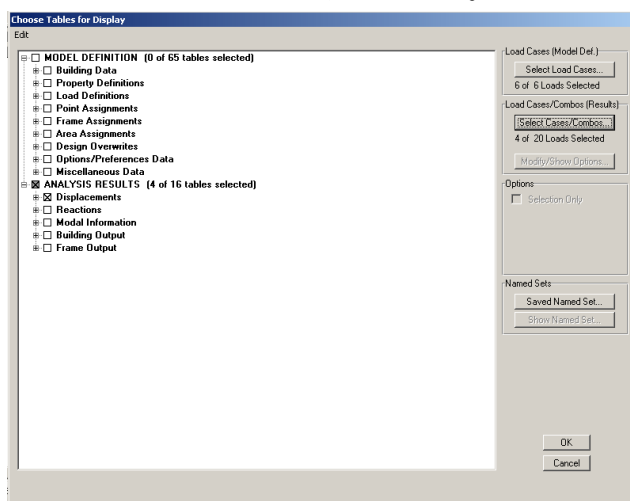 Choose Tables for Display
Edit
MODEL DEFINITION (0 of 65 tables selected)
Building Data
Property Definitions
Load Definitions
Point Assignments
Frame Assignments
Area Assignments
Design Overwrites
Options/Preferences Data
Miscellaneous Data
ANALYSIS RESULTS (4 of 16 tables selected)
Displacements
Reactions
Modal Information
Building Output
Frame Output
Load Cases (Model Def.)
Select Load Cases...
6 of 6 Loads Selected
Load Cases/Combos (Results)
Select Cases/Combos...
4 of 20 Loads Selected
Modify/Show Options...
Options
Selection Only
Named Sets
Saved Named Set...
Show Named Set...
OK
Cancel